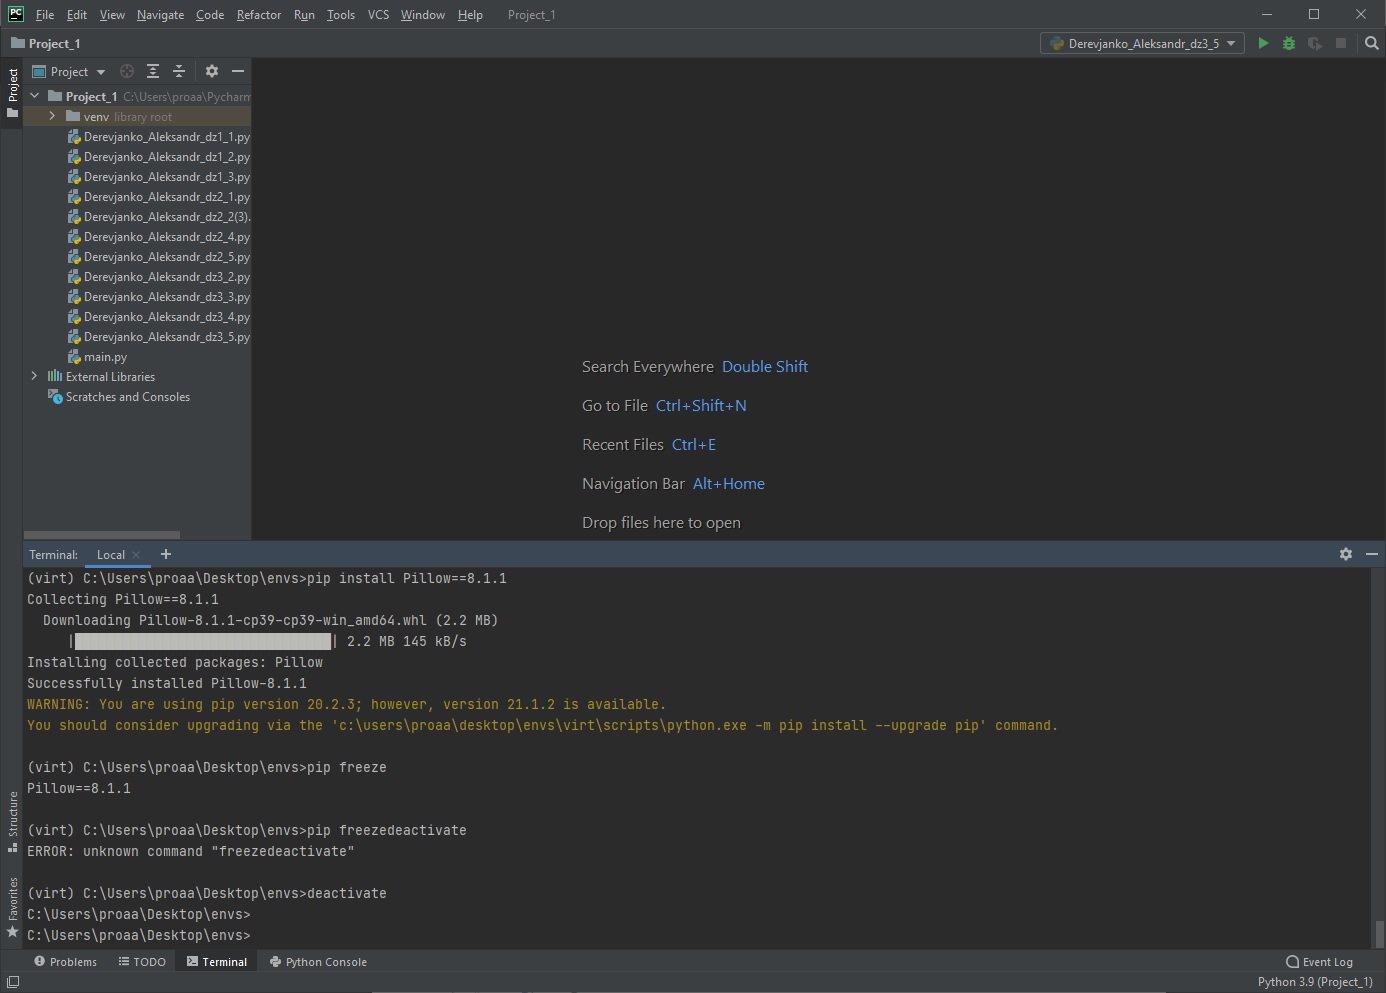 PC File Edit View Navigate Code Refactor Run Tools VCS Window Help Project_1
Project_1 Derevjanko_Aleksandr_dz3_5
Project
Project
Project_1 C:\Users\proaa\Pycharm
venv library root
Derevjanko_Aleksandr_dz1_1.py
Derevjanko_Aleksandr_dz1_2.py
Derevjanko_Aleksandr_dz1_3.py
Derevjanko_Aleksandr_dz2_1.py
Derevjanko_Aleksandr_dz2_2(3).
Derevjanko_Aleksandr_dz2_4.py
Derevjanko_Aleksandr_dz2_5.py
Derevjanko_Aleksandr_dz3_2.py
Derevjanko_Aleksandr_dz3_3.py
Derevjanko_Aleksandr_dz3_4.py
Derevjanko_Aleksandr_dz3_5.py
main.py
External Libraries
Scratches and Consoles
Search Everywhere Double Shift
Go to File Ctrl+Shift+N
Recent Files Ctrl+E
Navigation Bar Alt+Home
Drop files here to open
Terminal: Local × +
(virt) C:\Users\proaa\Desktop\envs>pip install Pillow==8.1.1
Collecting Pillow==8.1.1
Downloading Pillow-8.1.1-cp39-cp39-win_amd64.whl (2.2 MB)
| | 2.2 MB 145 kB/s
Installing collected packages: Pillow
Successfully installed Pillow-8.1.1
WARNING: You are using pip version 20.2.3; however, version 21.1.2 is available.
You should consider upgrading via the 'c:\users\proaa\desktop\envs\virt\scripts\python.exe -m pip install --upgrade pip' command.
(virt) C:\Users\proaa\Desktop\envs>pip freeze
Pillow==8.1.1
(virt) C:\Users\proaa\Desktop\envs>pip freezedeactivate
ERROR: unknown command "freezedeactivate"
(virt) C:\Users\proaa\Desktop\envs>deactivate
C:\Users\proaa\Desktop\envs>
C:\Users\proaa\Desktop\envs>
Structure
Favorites
Problems TODO Terminal Python Console Event Log
Python 3.9 (Project_1)